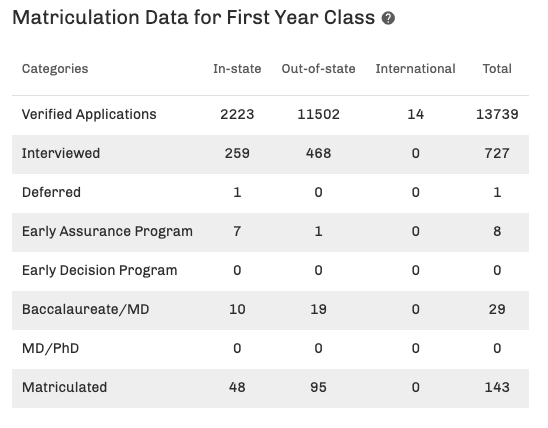 Matriculation Data for First Year Class ?
Categories In-state Out-of-state International Total
Verified Applications 2223 11502 14 13739
Interviewed 259 468 0 727
Deferred 1 0 0 1
Early Assurance Program 7 1 0 8
Early Decision Program 0 0 0 0
Baccalaureate/MD 10 19 0 29
MD/PhD 0 0 0 0
Matriculated 48 95 0 143